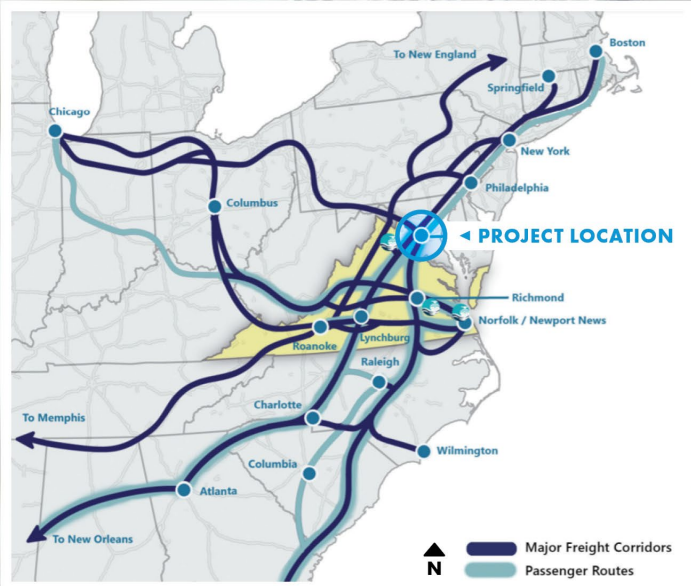 Boston
To New England
Springfield
Chicago
New York
Philadelphia
Columbus
◄ PROJECT LOCATION
Richmond
Norfolk / Newport News
Roanoke
Lynchburg
Raleigh
Charlotte
To Memphis
Wilmington
Columbia
Atlanta
To New Orleans
N
Major Freight Corridors
Passenger Routes